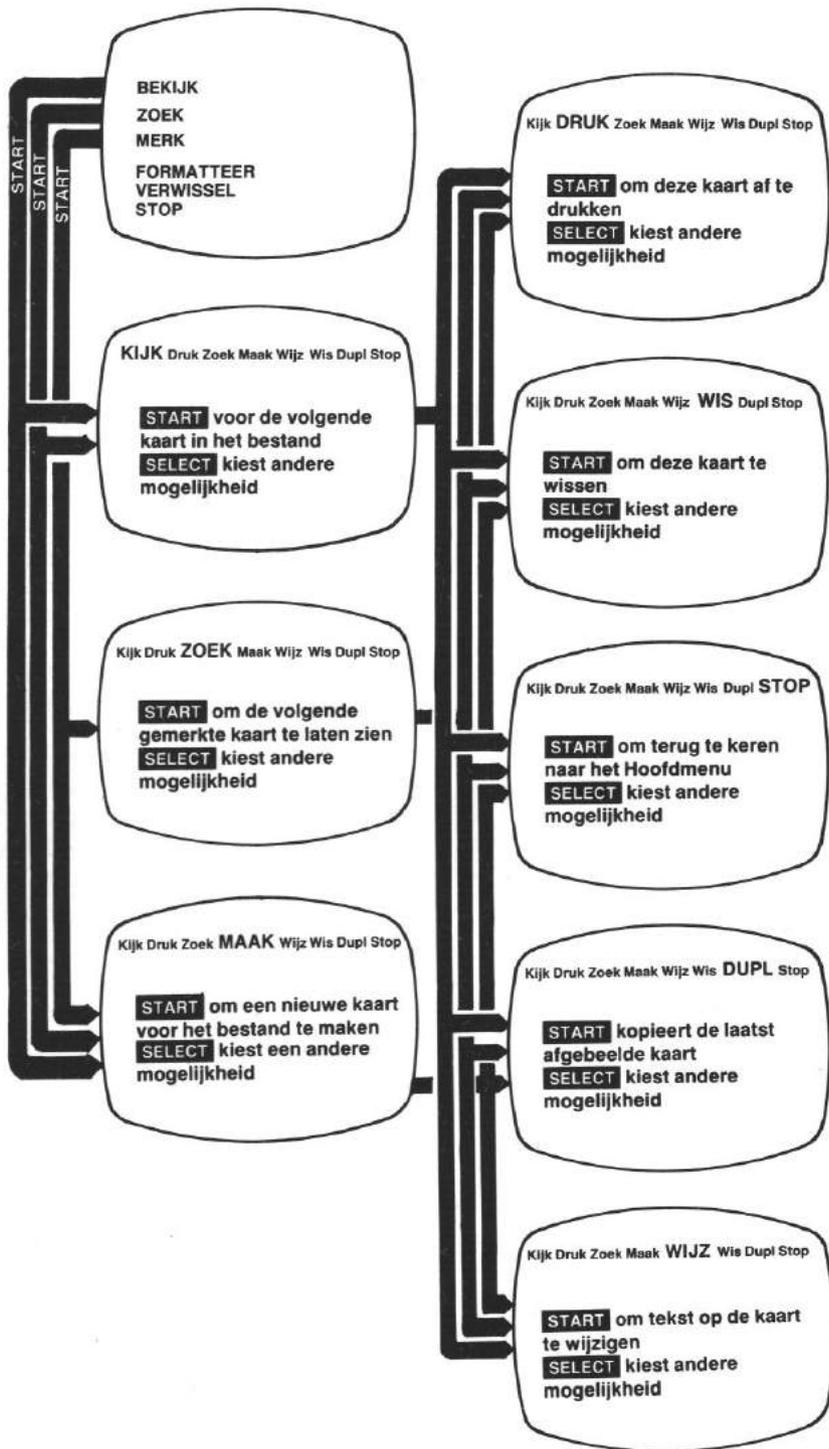 BEKIJK
ZOEK
MERK
FORMATTEER
VERWISSEL
STOP
START
START
START
KIJK Druk Zoek Maak Wijz Wis Dupl Stop
START voor de volgende
kaart in het bestand
SELECT kiest andere
mogelijkheid
Kijk Druk ZOEK Maak Wijz Wis Dupl Stop
START om de volgende
gemerkte kaart te laten zien
SELECT kiest andere
mogelijkheid
Kijk Druk Zoek MAAK Wijz Wis Dupl Stop
START om een nieuwe kaart
voor het bestand te maken
SELECT kiest een andere
mogelijkheid
Kijk DRUK Zoek Maak Wijz Wis Dupl Stop
START om deze kaart af te
drukken
SELECT kiest andere
mogelijkheid
Kijk Druk Zoek Maak Wijz WIS Dupl Stop
START om deze kaart te
wissen
SELECT kiest andere
mogelijkheid
Kijk Druk Zoek Maak Wijz Wis Dupl STOP
START om terug te keren
naar het Hoofdmenu
SELECT kiest andere
mogelijkheid
Kijk Druk Zoek Maak Wijz Wis DUPL Stop
START kopieert de laatst
afgebeelde kaart
SELECT kiest andere
mogelijkheid
Kijk Druk Zoek Maak WIJZ Wis Dupl Stop
START om tekst op de kaart
te wijzigen
SELECT kiest andere
mogelijkheid